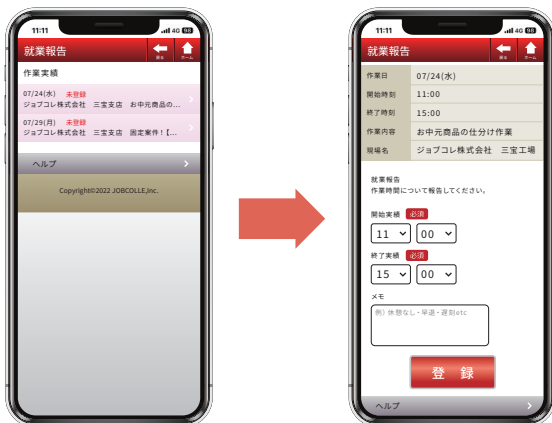 11:11
40 98
就業報告
戻る
ホーム
作業実績
07/24(水) 未登録
ジョブコレ株式会社 三宝支店 お中元商品の...
07/29(月) 未登録
ジョブコレ株式会社 三宝支店 固定案件!【...
ヘルプ
Copyright©2022 JOBCOLLE,Inc.
11:11
40 98
就業報告
戻る
ホーム
作業日 07/24(水)
開始時刻 11:00
終了時刻 15:00
作業内容 お中元商品の仕分け作業
現場名 ジョブコレ株式会社 三宝工場
就業報告
作業時間について報告してください。
開始実績 必須
11 00
終了実績 必須
15 00
メモ
例）休憩なし・早退・遅刻etc
登 録
ヘルプ